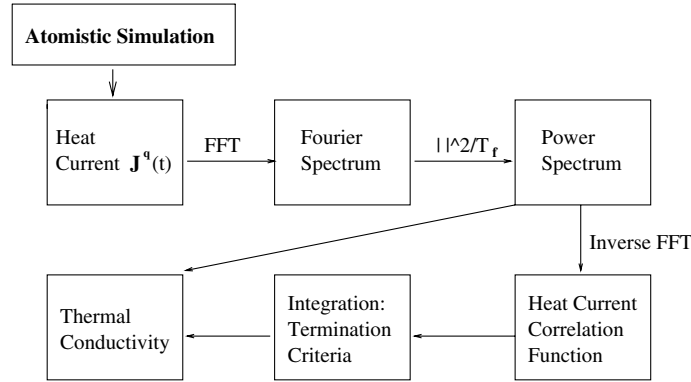 Atomistic Simulation
Heat
Current J^q(t)
FFT
Fourier
Spectrum
| |^2/T_f
Power
Spectrum
Inverse FFT
Thermal
Conductivity
Integration:
Termination
Criteria
Heat Current
Correlation
Function